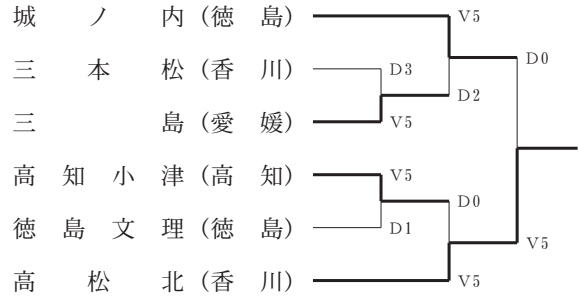 城ノ内(徳島) V5
D0
三本松(香川) D3
D2
三島(愛媛) V5
高知小津(高知) V5
D0
徳島文理(徳島) D1
V5
高松北(香川) V5